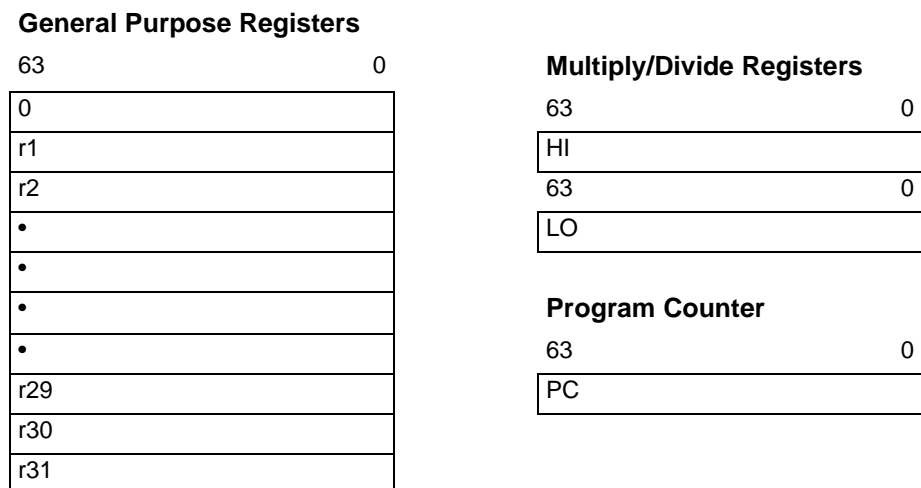 General Purpose Registers
63 0
0
r1
r2
•
•
•
•
r29
r30
r31
Multiply/Divide Registers
63 0
HI
63 0
LO
Program Counter
63 0
PC